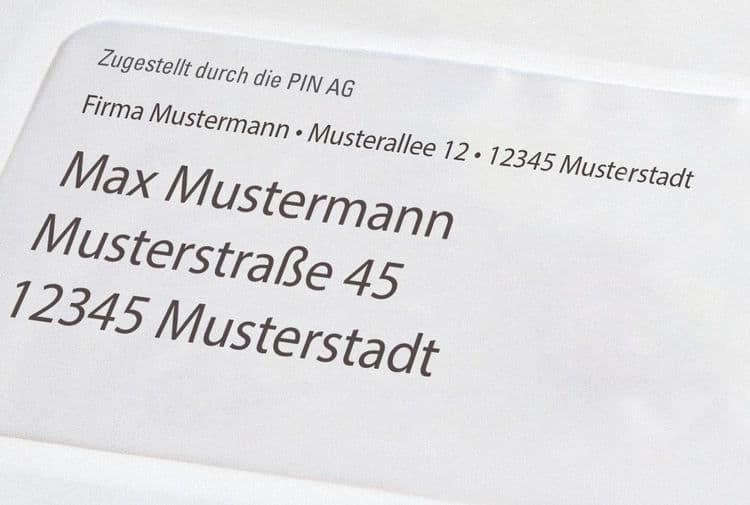 Zugestellt durch die PIN AG
Firma Mustermann • Musterallee 12 • 12345 Musterstadt
Max Mustermann
Musterstraße 45
12345 Musterstadt